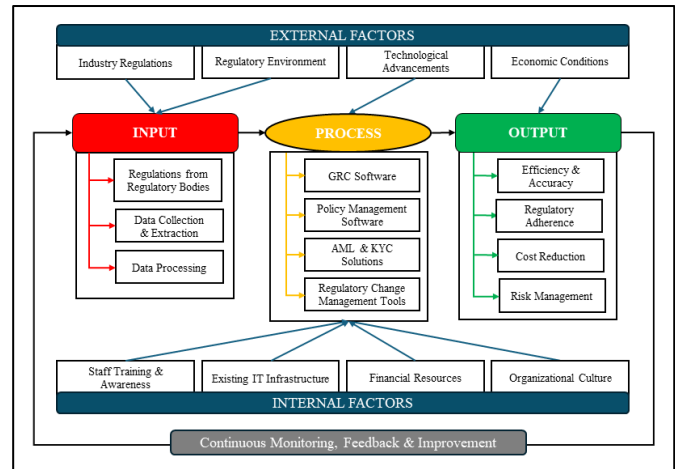 EXTERNAL FACTORS
Industry Regulations
Regulatory Environment
Technological
Advancements
Economic Conditions
INPUT
PROCESS
OUTPUT
Regulations from
Regulatory Bodies
Data Collection
& Extraction
Data Processing
GRC Software
Policy Management
Software
AML & KYC
Solutions
Regulatory Change
Management Tools
Efficiency &
Accuracy
Regulatory
Adherence
Cost Reduction
Risk Management
Staff Training &
Awareness
Existing IT Infrastructure
Financial Resources
Organizational Culture
INTERNAL FACTORS
Continuous Monitoring, Feedback & Improvement